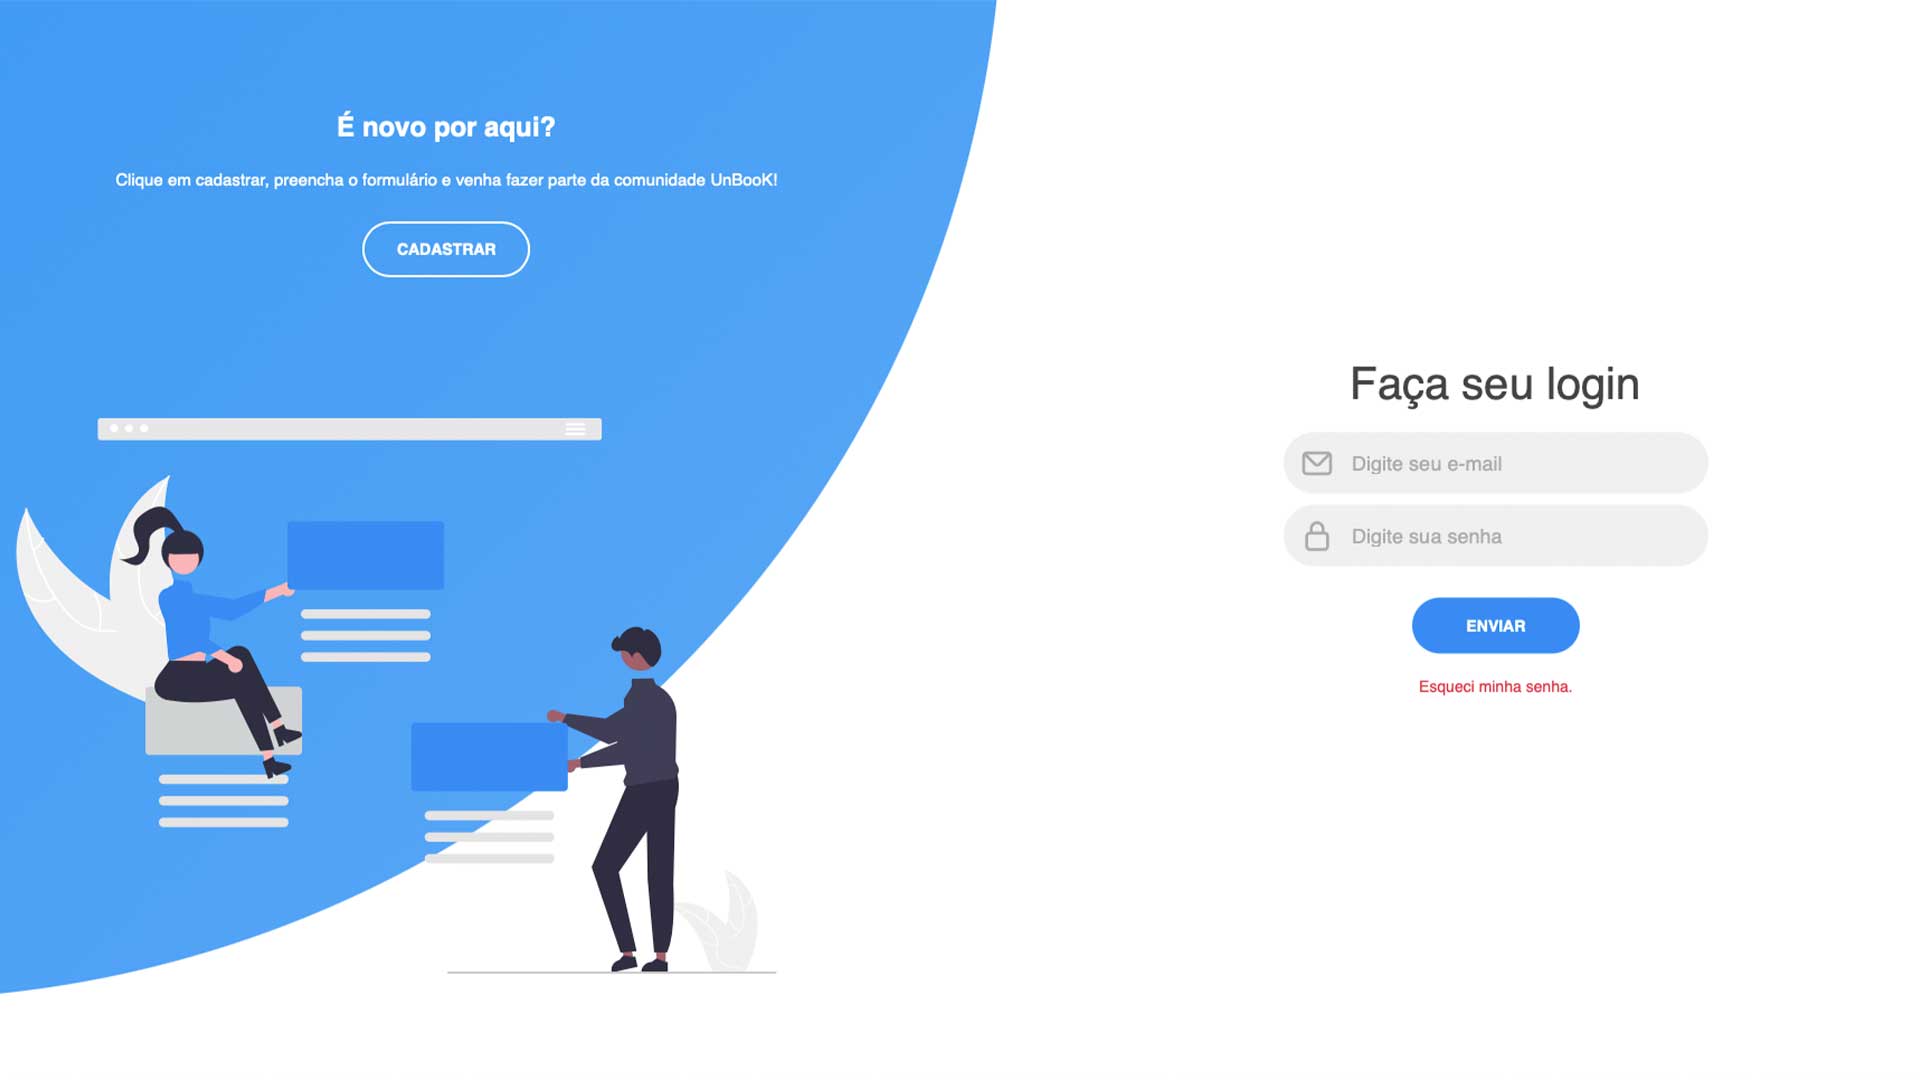 É novo por aqui?
Clique em cadastrar, preencha o formulário e venha fazer parte da comunidade UnBooK!
CADASTRAR
Faça seu login
Digite seu e-mail
Digite sua senha
ENVIAR
Esqueci minha senha.